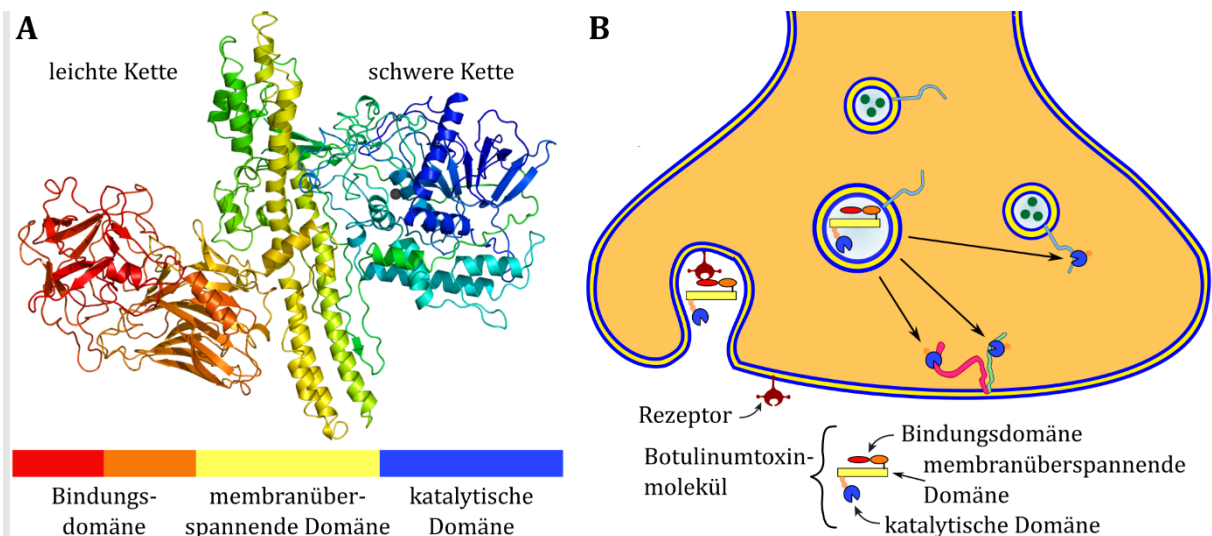 A
leichte Kette
schwere Kette
Bindungs-
domäne
membranüber-
spannende Domäne
katalytische
Domäne
B
Rezeptor
Botulinumtoxin-
molekül
Bindungsdomäne
membranüberspannende
Domäne
katalytische Domäne